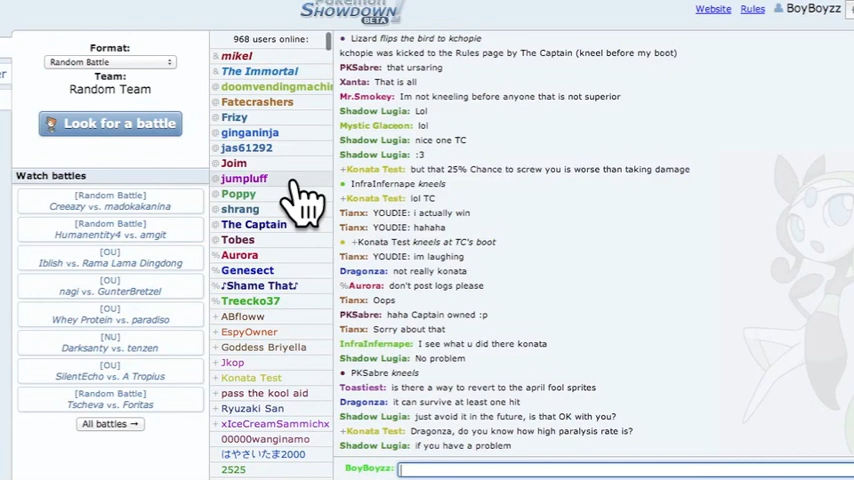 Pokémon
SHOWDOWN!
BETA
Website Rules BoyBoyzz
Format:
Random Battle
Team:
Random Team
Look for a battle
Watch battles
[Random Battle]
Creeazy vs. madokakanina
[Random Battle]
Humanentity4 vs. amgit
[OU]
Iblish vs. Rama Lama Dingdong
[OU]
nagi vs. GunterBretzel
[OU]
Whey Protein vs. paradiso
[NU]
Darksanty vs. tenzen
[OU]
SilentEcho vs. A Tropius
[Random Battle]
Tscheva vs. Foritas
All battles →
968 users online:
&mikel
&The Immortal
@doomvendingmachin
@Fatecrashers
@Frizy
@ginganinja
@jas61292
@Joim
@jumpluff
@Poppy
@shrang
@The Captain
@Tobes
%Aurora
%Genesect
%♪Shame That♪
%Treecko37
+ABfloww
+EspyOwner
+Goddess Briyella
+Jkop
+Konata Test
+pass the kool aid
+Ryuzaki San
+xIceCreamSammichx
00000wanginamo
はやさいたま2000
2525
• Lizard flips the bird to kchopie
kchopie was kicked to the Rules page by The Captain (kneel before my boot)
PKSabre: that ursaring
Xanta: That is all
Mr.Smokey: Im not kneeling before anyone that is not superior
Shadow Lugia: Lol
Mystic Glaceon: lol
Shadow Lugia: nice one TC
Shadow Lugia: :3
+Konata Test: but that 25% Chance to screw you is worse than taking damage
• InfraInfernape kneels
+Konata Test: lol TC
Tianx: YOUDIE: i actually win
Tianx: YOUDIE: hahaha
• +Konata Test kneels at TC's boot
Tianx: YOUDIE: im laughing
Dragonza: not really konata
%Aurora: don't post logs please
Tianx: Oops
PKSabre: haha Captain owned :p
Tianx: Sorry about that
InfraInfernape: I see what u did there konata
Shadow Lugia: No problem
• PKSabre kneels
Toastiest: is there a way to revert to the april fool sprites
Dragonza: it can survive at least one hit
Shadow Lugia: just avoid it in the future, is that OK with you?
+Konata Test: Dragonza, do you know how high paralysis rate is?
Shadow Lugia: if you have a problem
BoyBoyzz: